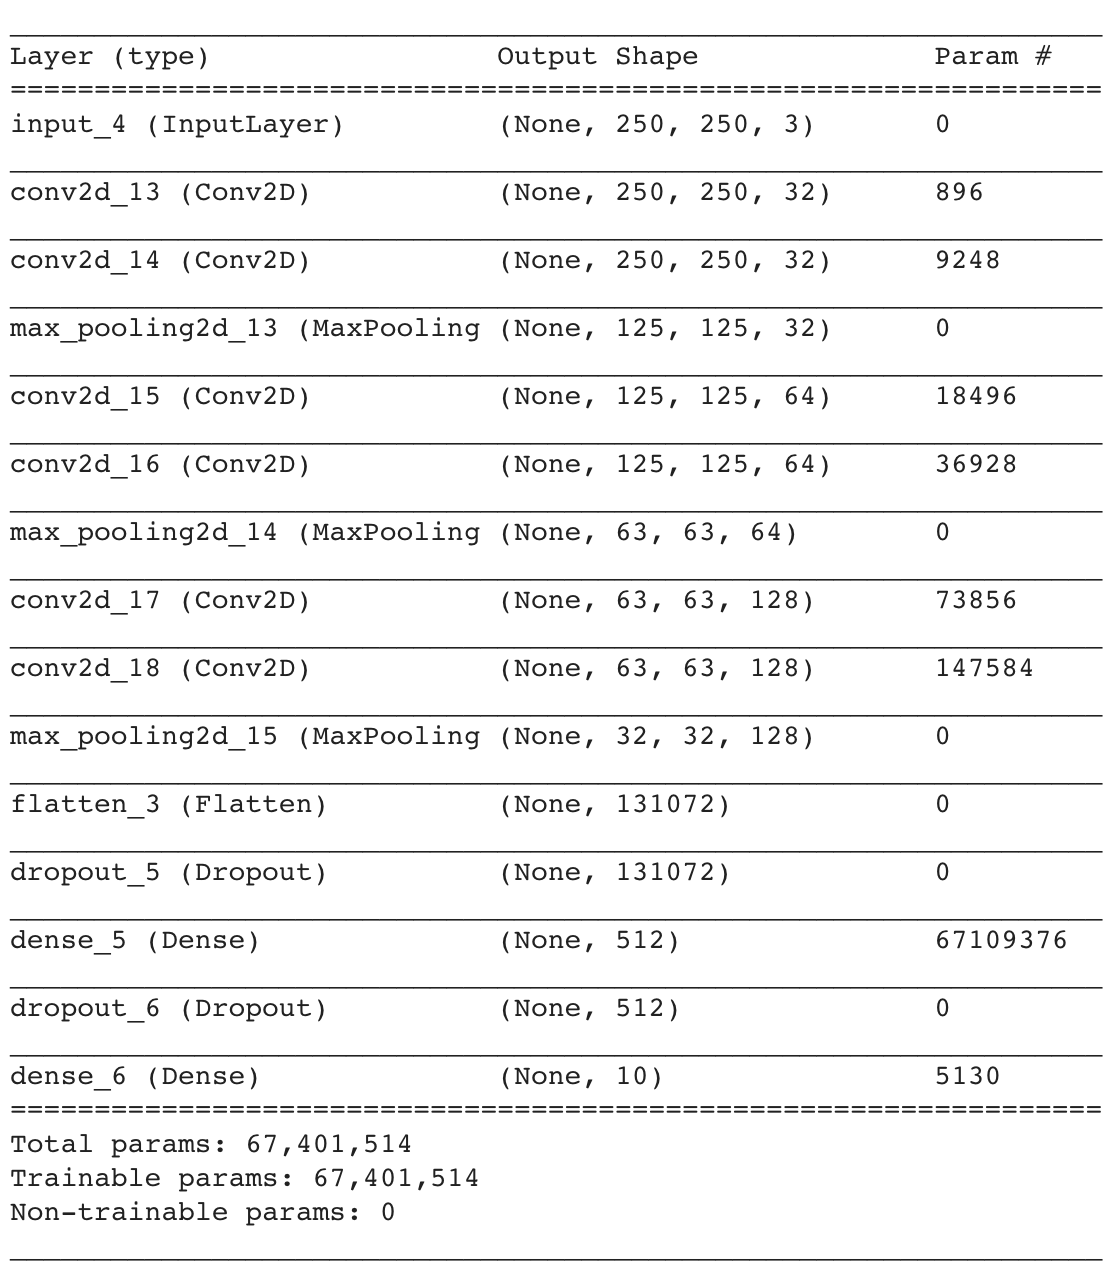 Layer (type)                 Output Shape              Param #
=================================================================
input_4 (InputLayer)         (None, 250, 250, 3)       0
conv2d_13 (Conv2D)           (None, 250, 250, 32)      896
conv2d_14 (Conv2D)           (None, 250, 250, 32)      9248
max_pooling2d_13 (MaxPooling (None, 125, 125, 32)      0
conv2d_15 (Conv2D)           (None, 125, 125, 64)      18496
conv2d_16 (Conv2D)           (None, 125, 125, 64)      36928
max_pooling2d_14 (MaxPooling (None, 63, 63, 64)        0
conv2d_17 (Conv2D)           (None, 63, 63, 128)       73856
conv2d_18 (Conv2D)           (None, 63, 63, 128)       147584
max_pooling2d_15 (MaxPooling (None, 32, 32, 128)       0
flatten_3 (Flatten)          (None, 131072)            0
dropout_5 (Dropout)          (None, 131072)            0
dense_5 (Dense)              (None, 512)               67109376
dropout_6 (Dropout)          (None, 512)               0
dense_6 (Dense)              (None, 10)                5130
=================================================================
Total params: 67,401,514
Trainable params: 67,401,514
Non-trainable params: 0